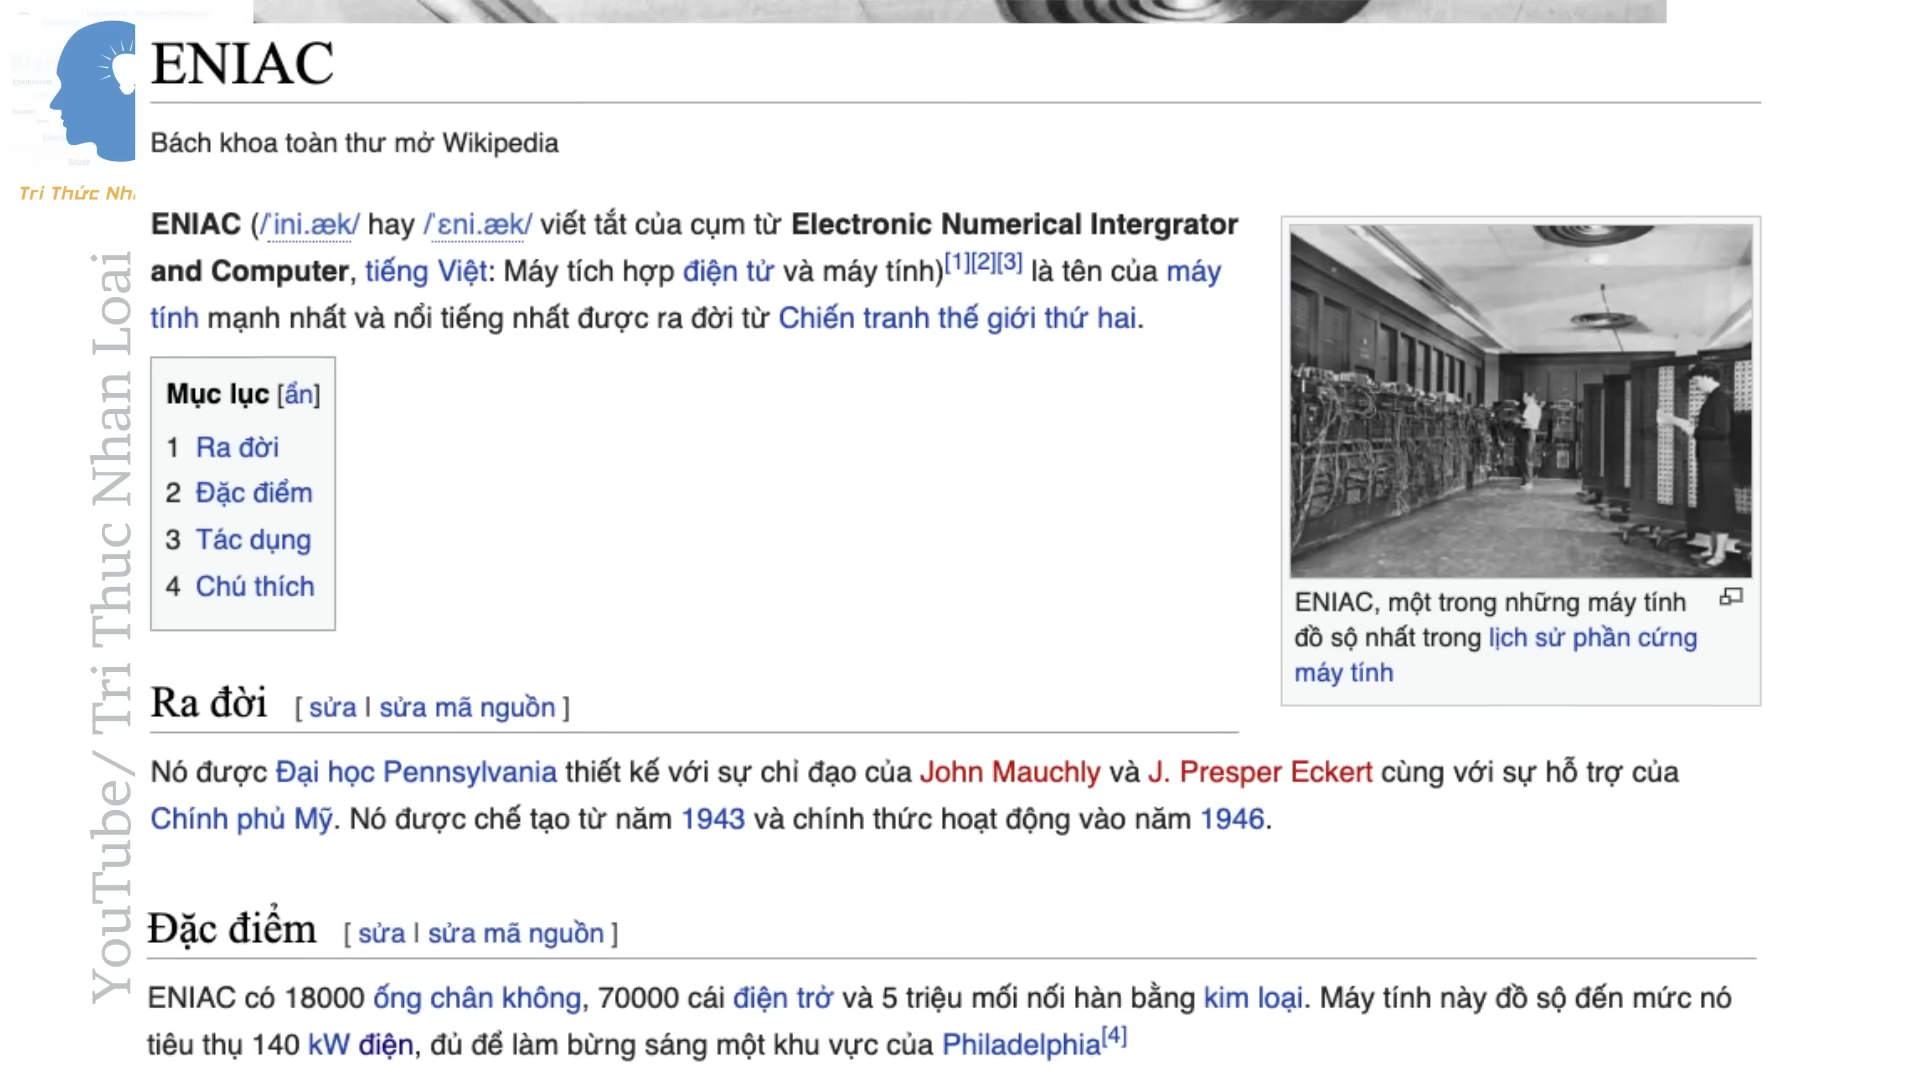 ENIAC
Bách khoa toàn thư mở Wikipedia
Tri Thức
YouTube/ Tri Thuc Nhan Loai
ENIAC (/ˈini.æk/ hay /ˈɛni.æk/ viết tắt của cụm từ Electronic Numerical Intergrator
and Computer, tiếng Việt: Máy tích hợp điện tử và máy tính)[1][2][3] là tên của máy
tính mạnh nhất và nổi tiếng nhất được ra đời từ Chiến tranh thế giới thứ hai.
Mục lục [ẩn]
1 Ra đời
2 Đặc điểm
3 Tác dụng
4 Chú thích
ENIAC, một trong những máy tính
đồ sộ nhất trong lịch sử phần cứng
máy tính
Ra đời [ sửa | sửa mã nguồn ]
Nó được Đại học Pennsylvania thiết kế với sự chỉ đạo của John Mauchly và J. Presper Eckert cùng với sự hỗ trợ của
Chính phủ Mỹ. Nó được chế tạo từ năm 1943 và chính thức hoạt động vào năm 1946.
Đặc điểm [ sửa | sửa mã nguồn ]
ENIAC có 18000 ống chân không, 70000 cái điện trở và 5 triệu mối nối hàn bằng kim loại. Máy tính này đồ sộ đến mức nó
tiêu thụ 140 kW điện, đủ để làm bừng sáng một khu vực của Philadelphia[4]